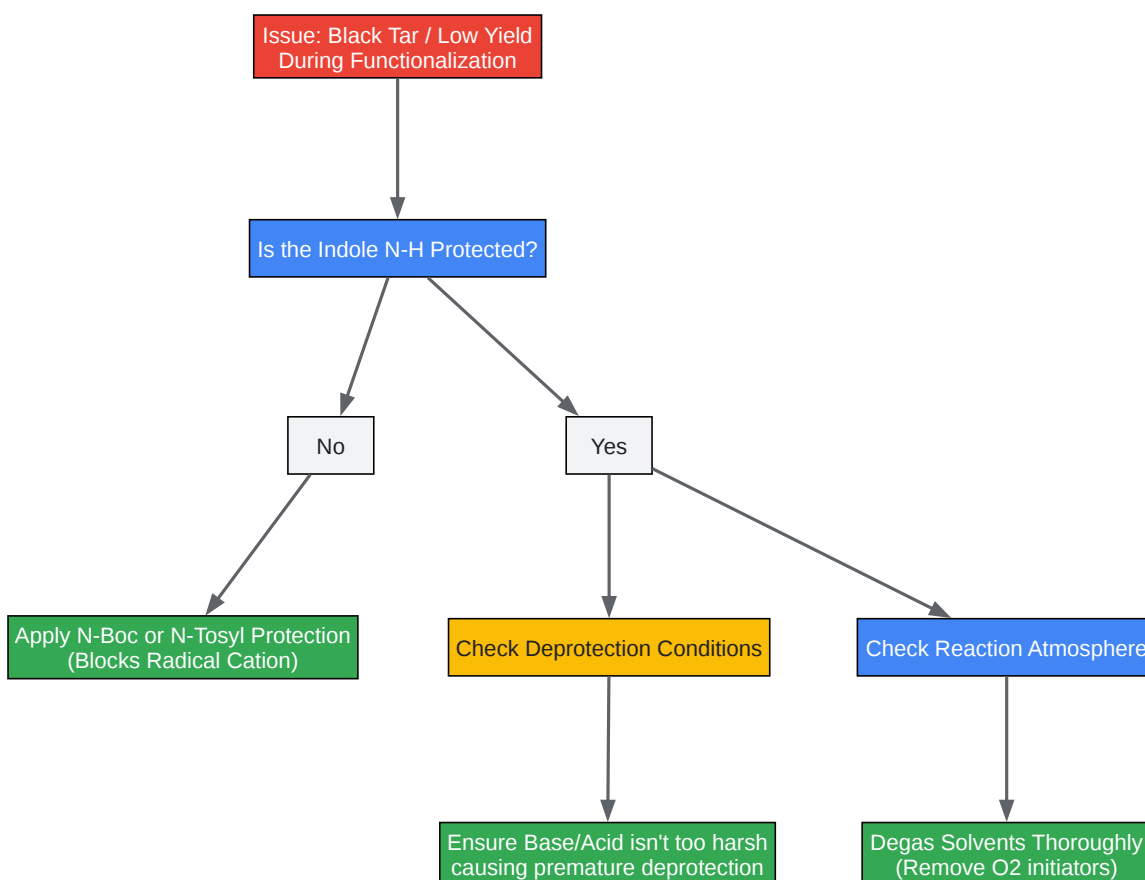 Issue: Black Tar / Low Yield
During Functionalization
Is the Indole N-H Protected?
No
Yes
Apply N-Boc or N-Tosyl Protection
(Blocks Radical Cation)
Check Deprotection Conditions
Check Reaction Atmosphere
Ensure Base/Acid isn't too harsh
causing premature deprotection
Degas Solvents Thoroughly
(Remove O2 initiators)